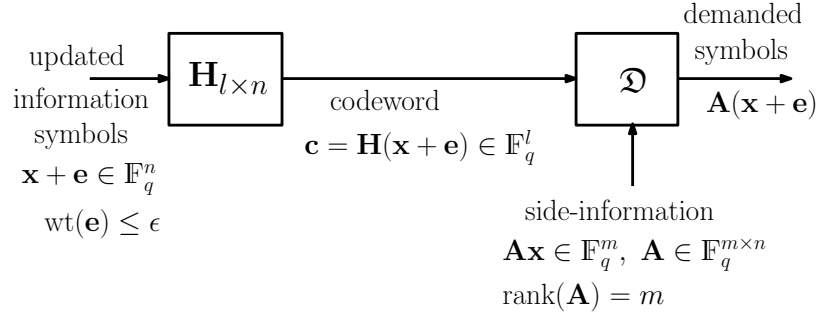 updated
information
symbols
x + e ∈ 𝔽_q^n
wt(e) ≤ ϵ
H_{l×n}
codeword
c = H(x + e) ∈ 𝔽_q^l
𝔇
demanded
symbols
A(x + e)
side-information
Ax ∈ 𝔽_q^m, A ∈ 𝔽_q^{m×n}
rank(A) = m